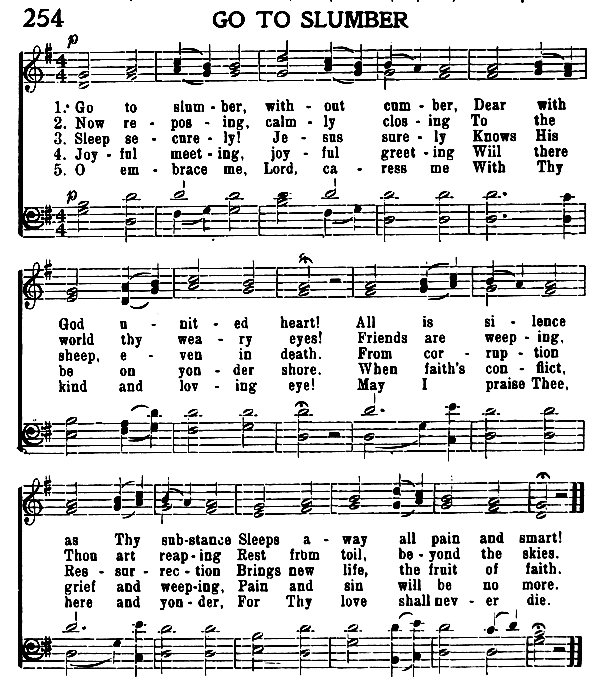 254 GO TO SLUMBER
p
4 4
1. Go to slum - ber, with - out cum - ber, Dear with
2. Now re - pos - ing, calm - ly clos - ing To the
3. Sleep se - cure - ly! Je - sus sure - ly Knows His
4. Joy - ful meet - ing, joy - ful greet - ing Wiil there
5. O em - brace me, Lord, ca - ress me With Thy
p
4 4
God u - nit - ed heart! All is si - lence
world thy wea - ry eyes! Friends are weep - ing,
sheep, e - ven in death. From cor - rup - tion
be on yon - der shore. When faith's con - flict,
kind and lov - ing eye! May I praise Thee,
as Thy sub-stance Sleeps a - way all pain and smart!
Thou art reap-ing Rest from toil, be - yond the skies.
Res - sur - rec - tion Brings new life, the fruit of faith.
grief and weep-ing, Pain and sin will be no more.
here and yon-der, For Thy love shall nev - er die.